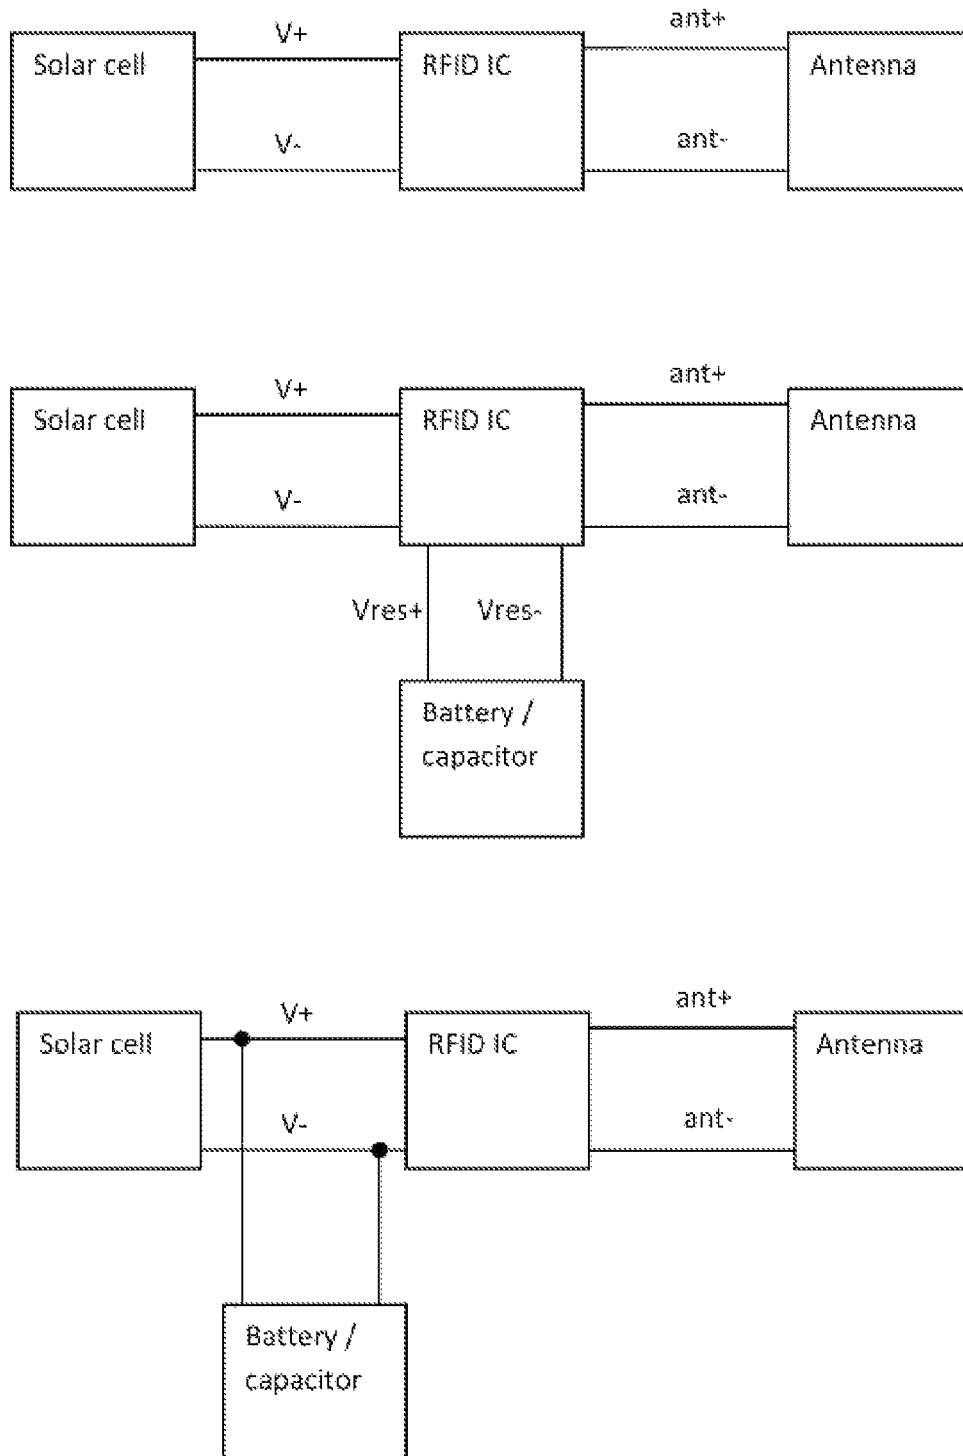 V+
ant+
Solar cell
RFID IC
Antenna
V-
ant-
V+
ant+
Solar cell
RFID IC
Antenna
V-
ant-
Vres+
Vres-
Battery /
capacitor
V+
ant+
Solar cell
RFID IC
Antenna
V-
ant-
Battery /
capacitor